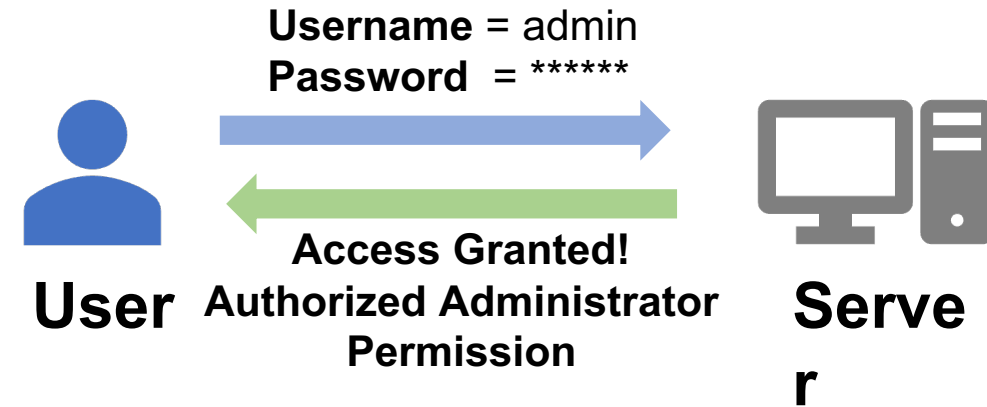 Username = admin
Password = ******
Access Granted!
User
Authorized Administrator
Permission
Serve
r